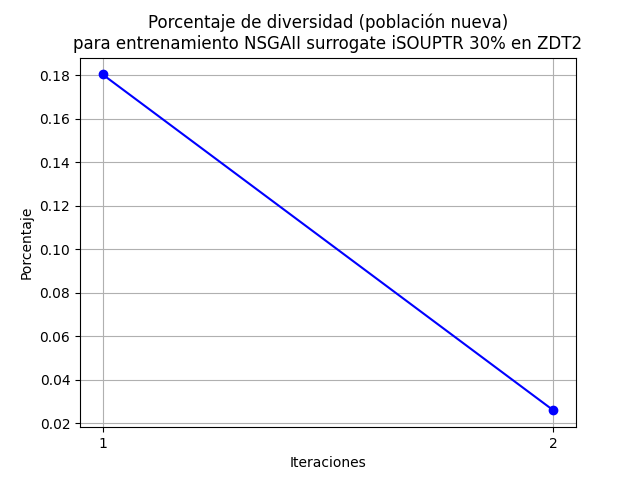 Porcentaje de diversidad (población nueva)
para entrenamiento NSGAII surrogate iSOUPTR 30% en ZDT2
0.18
0.16
0.14
0.12
0.10
0.08
0.06
0.04
0.02
Porcentaje
1
2
Iteraciones